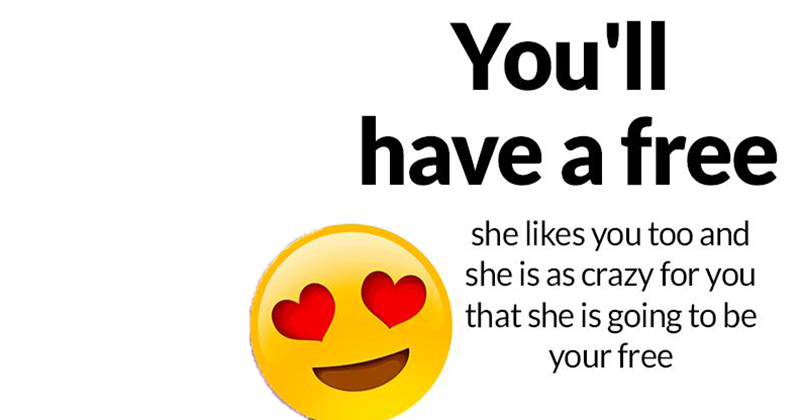 You'll
have a free
she likes you too and
she is as crazy for you
that she is going to be
your free